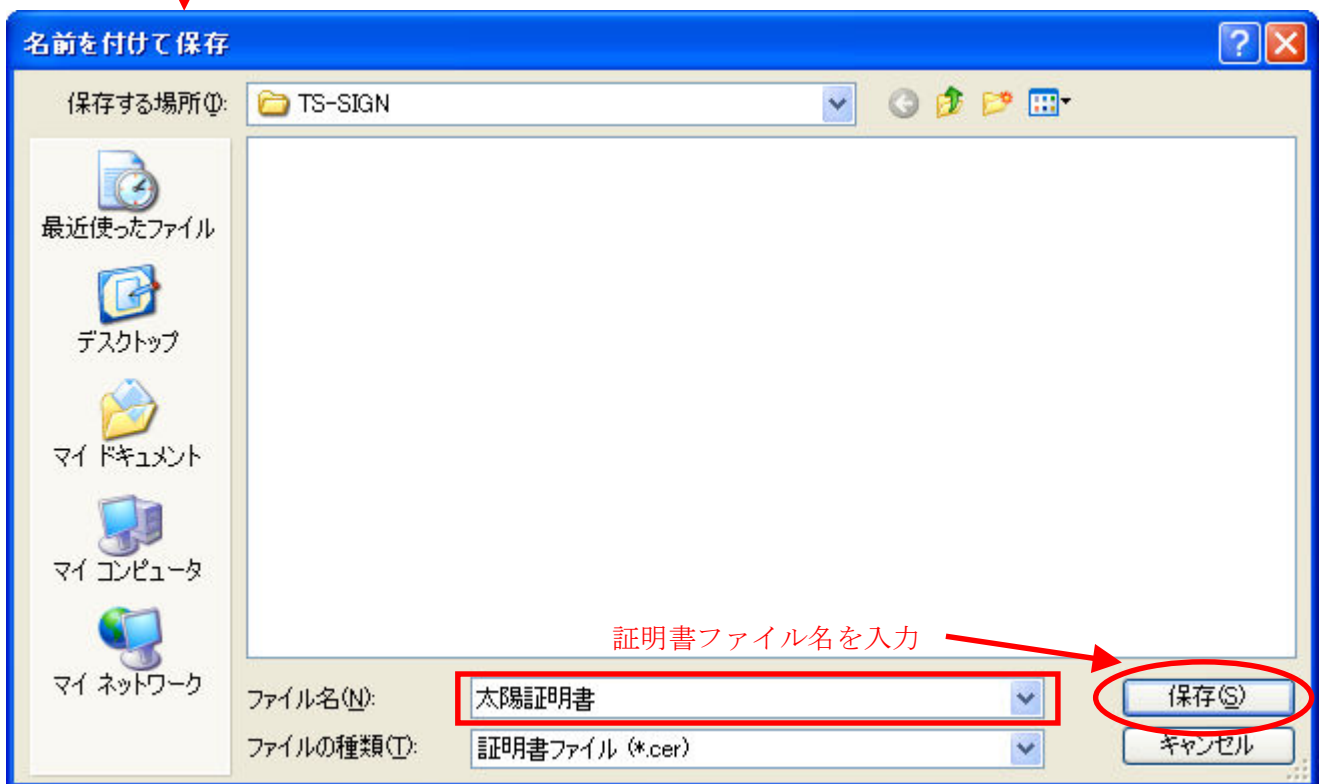 名前を付けて保存
保存する場所(I):
TS-SIGN
最近使ったファイル
デスクトップ
マイ ドキュメント
マイ コンピュータ
マイ ネットワーク
証明書ファイル名を入力
ファイル名(N):
太陽証明書
保存(S)
ファイルの種類(T):
証明書ファイル (*.cer)
キャンセル